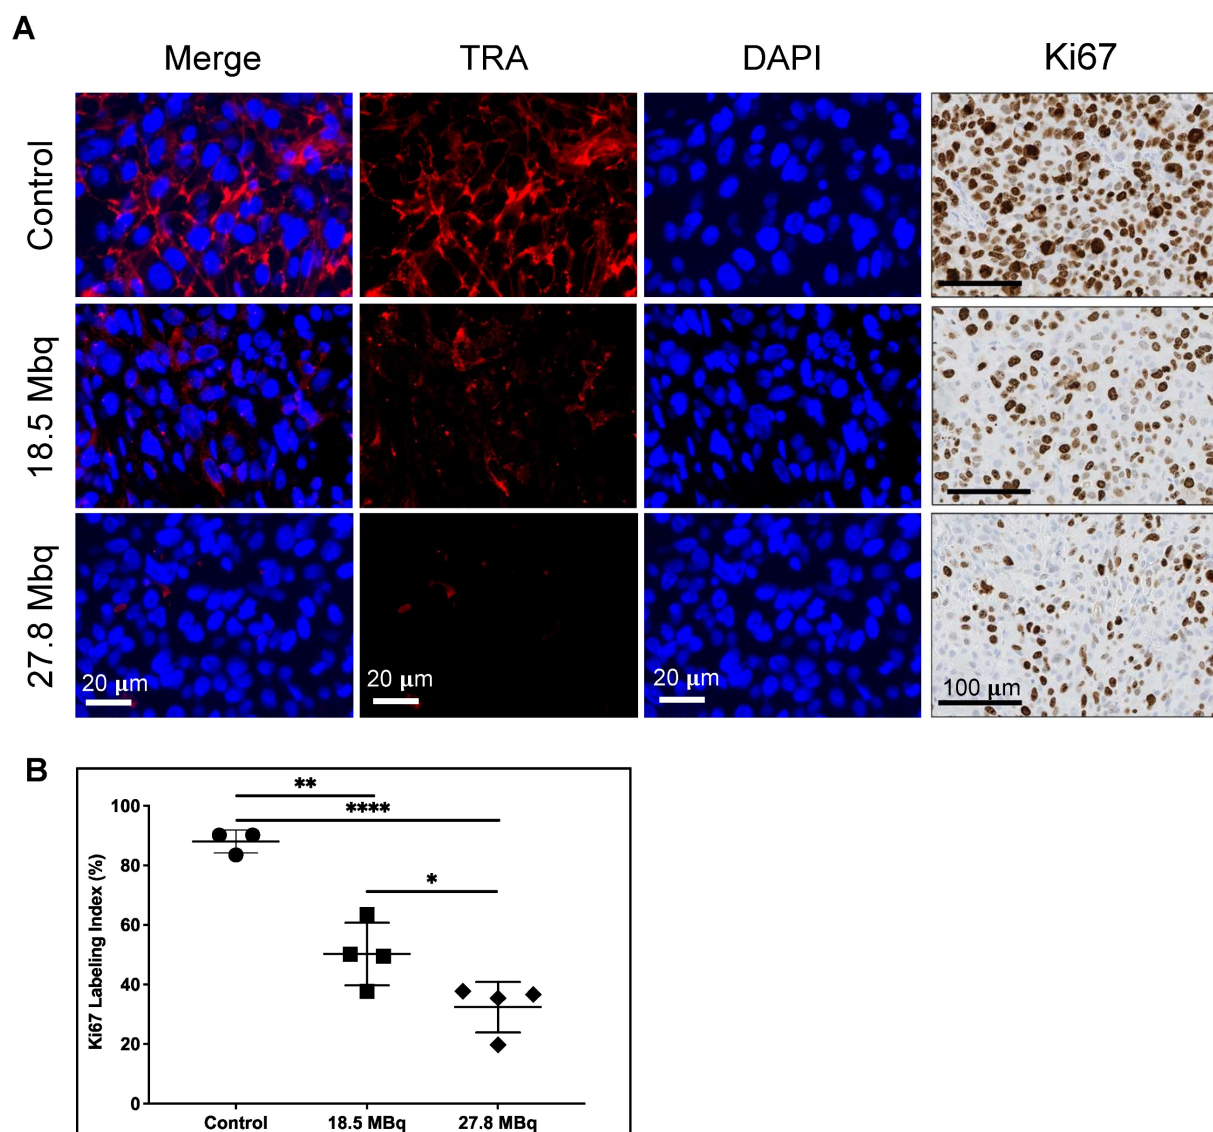 A
Merge TRA DAPI Ki67
Control
18.5 Mbq
27.8 Mbq
20 μm
20 μm
20 μm
100 μm
B
**
****
*
Ki67 Labeling Index (%)
100
80
60
40
20
0
Control 18.5 MBq 27.8 MBq